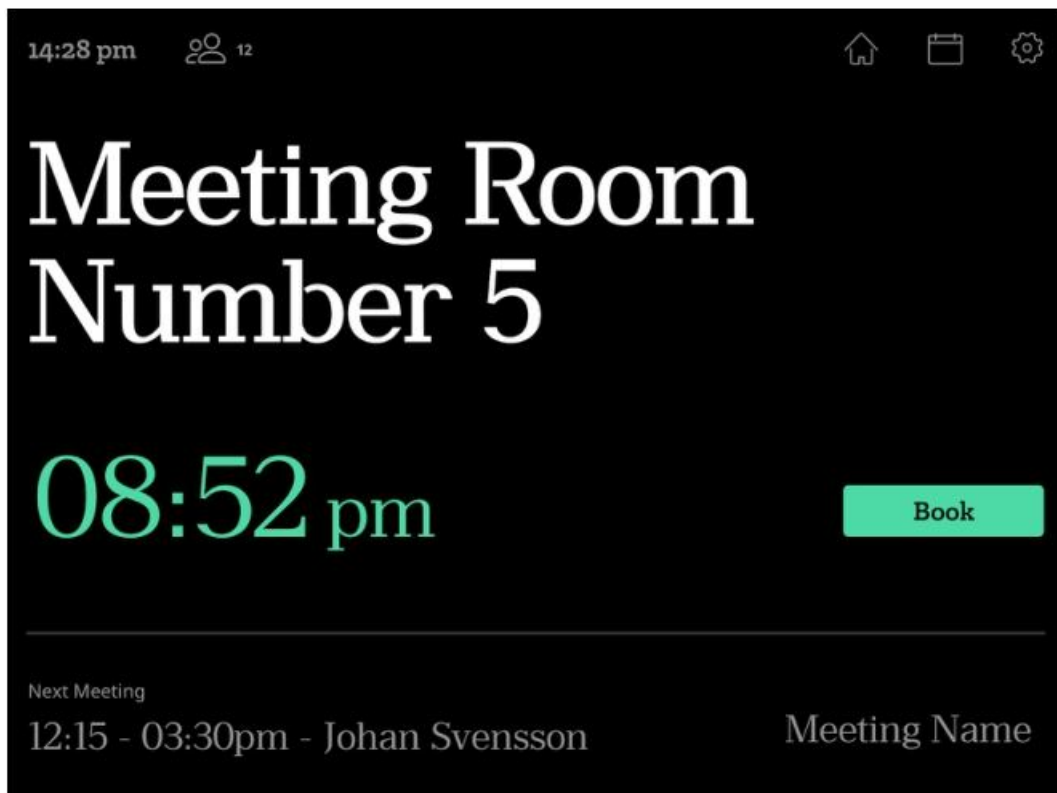 14:28 pm 12
Meeting Room
Number 5
08:52 pm
Book
Next Meeting
12:15 - 03:30pm - Johan Svensson
Meeting Name